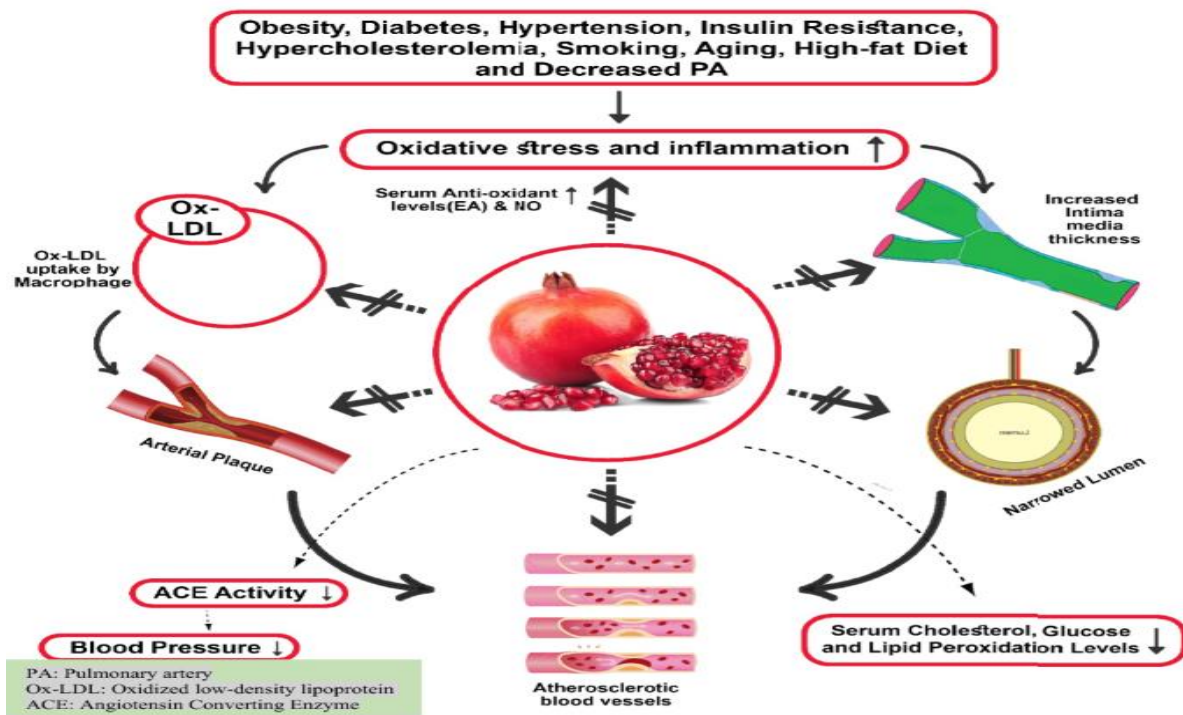 Obesity, Diabetes, Hypertension, Insulin Resistance,
Hypercholesterolemia, Smoking, Aging, High-fat Diet
and Decreased PA
Oxidative stress and inflammation ↑
Serum Anti-oxidant ↑
levels(EA) & NO
Ox-
LDL
Ox-LDL
uptake by
Macrophage
Increased
Intima
media
thickness
Arterial Plaque
Lumen
Narrowed Lumen
ACE Activity ↓
Blood Pressure ↓
Serum Cholesterol, Glucose
and Lipid Peroxidation Levels ↓
Atherosclerotic
blood vessels
PA: Pulmonary artery
Ox-LDL: Oxidized low-density lipoprotein
ACE: Angiotensin Converting Enzyme